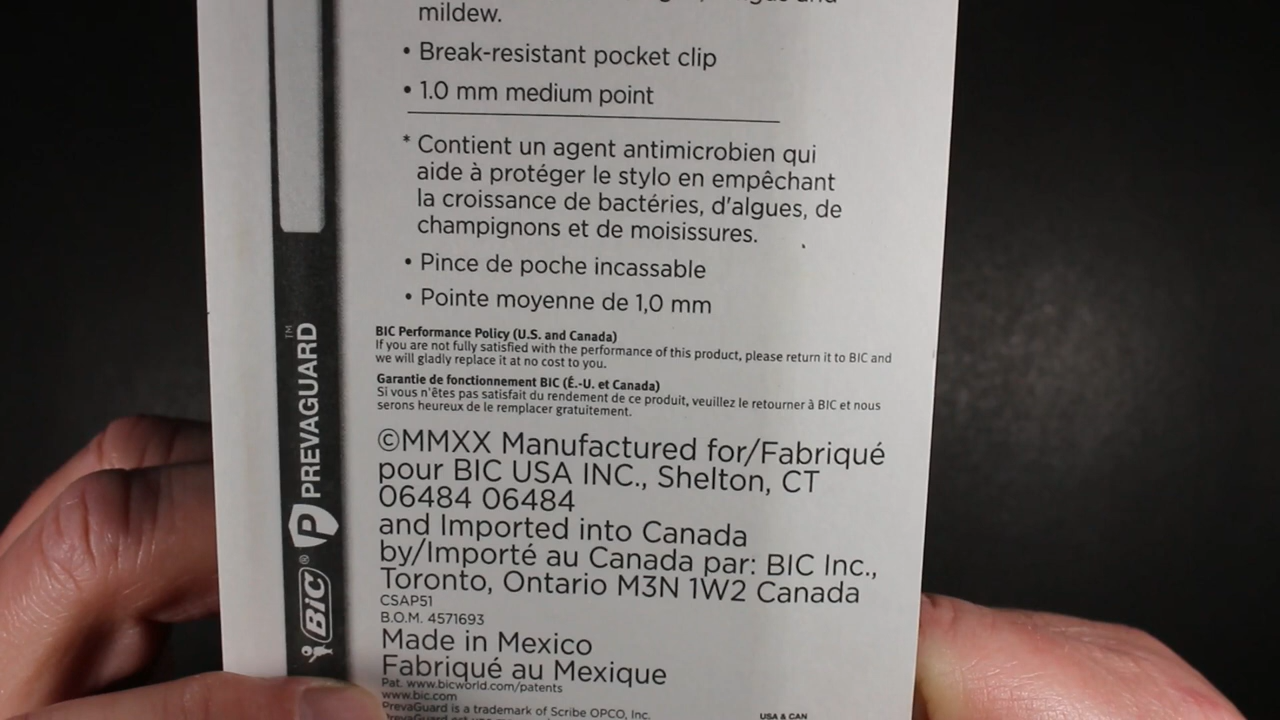 mildew.
• Break-resistant pocket clip
• 1.0 mm medium point
* Contient un agent antimicrobien qui
aide à protéger le stylo en empêchant
la croissance de bactéries, d'algues, de
champignons et de moisissures.
• Pince de poche incassable
• Pointe moyenne de 1,0 mm
BIC Performance Policy (U.S. and Canada)
If you are not fully satisfied with the performance of this product, please return it to BIC and
we will gladly replace it at no cost to you.
Garantie de fonctionnement BIC (É.-U. et Canada)
Si vous n'êtes pas satisfait du rendement de ce produit, veuillez le retourner à BIC et nous
serons heureux de le remplacer gratuitement.
©MMXX Manufactured for/Fabriqué
pour BIC USA INC., Shelton, CT
06484 06484
and Imported into Canada
by/Importé au Canada par: BIC Inc.,
Toronto, Ontario M3N 1W2 Canada
CSAP51
B.O.M. 4571693
Made in Mexico
Fabriqué au Mexique
Pat. www.bicworld.com/patents
www.bic.com
PrevaGuard is a trademark of Scribe OPCO, Inc.
PrevaGuard est une
USA & CAN
BIC® P PREVAGUARD™